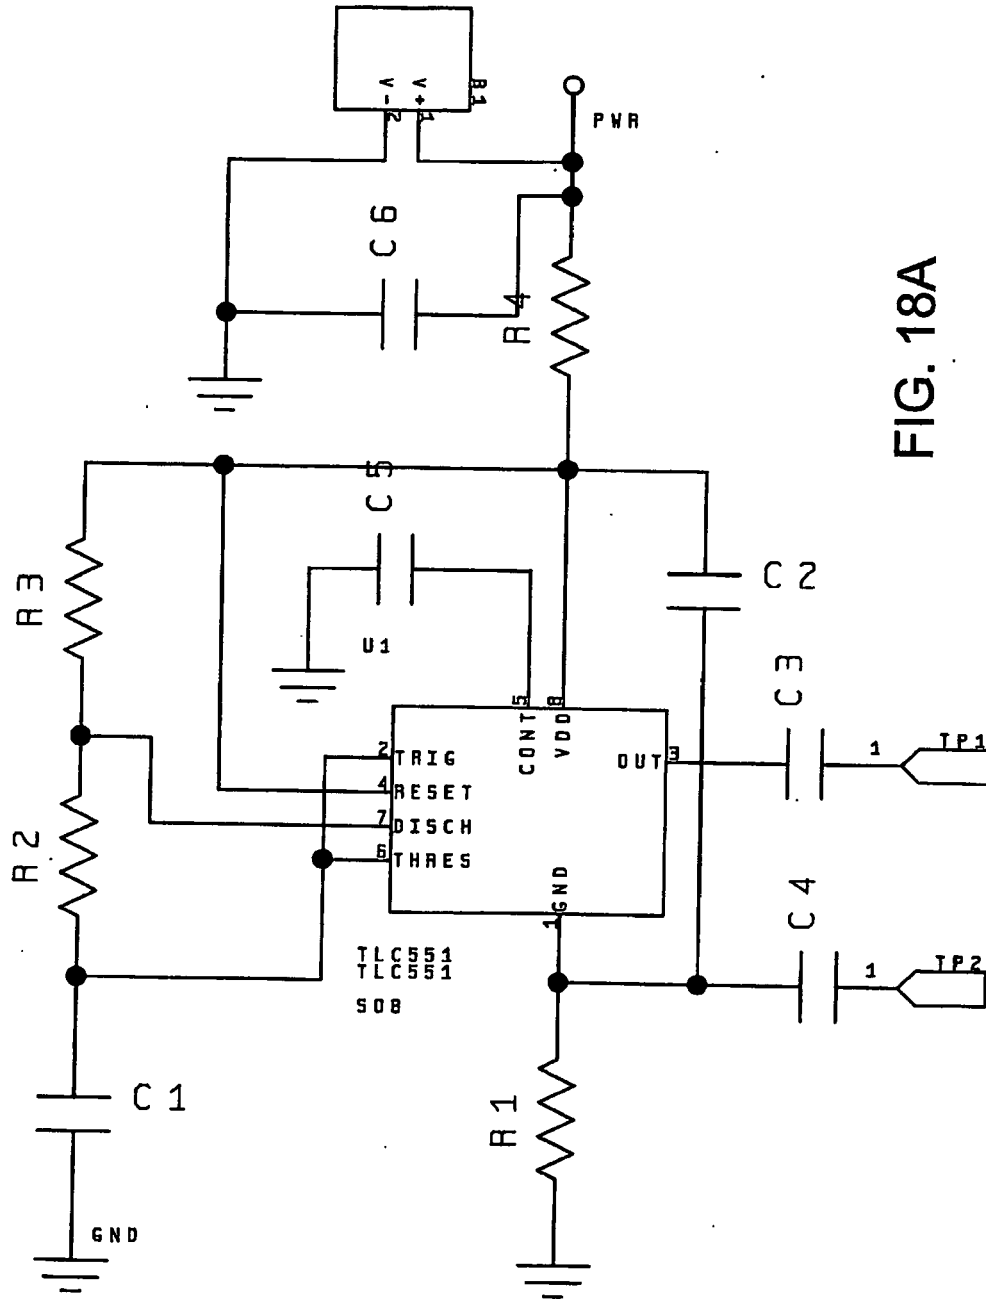 B1
V+
V-
1
2
PWR
C6
R4
FIG. 18A
C5
R3
C2
U1
C3
5
8
CONT
VDD
2
TRIG
4
RESET
7
DISCH
6
THRES
OUT
3
1
TP1
R2
GND
1
C4
TLC551
TLC551
SO8
1
TP2
C1
R1
GND